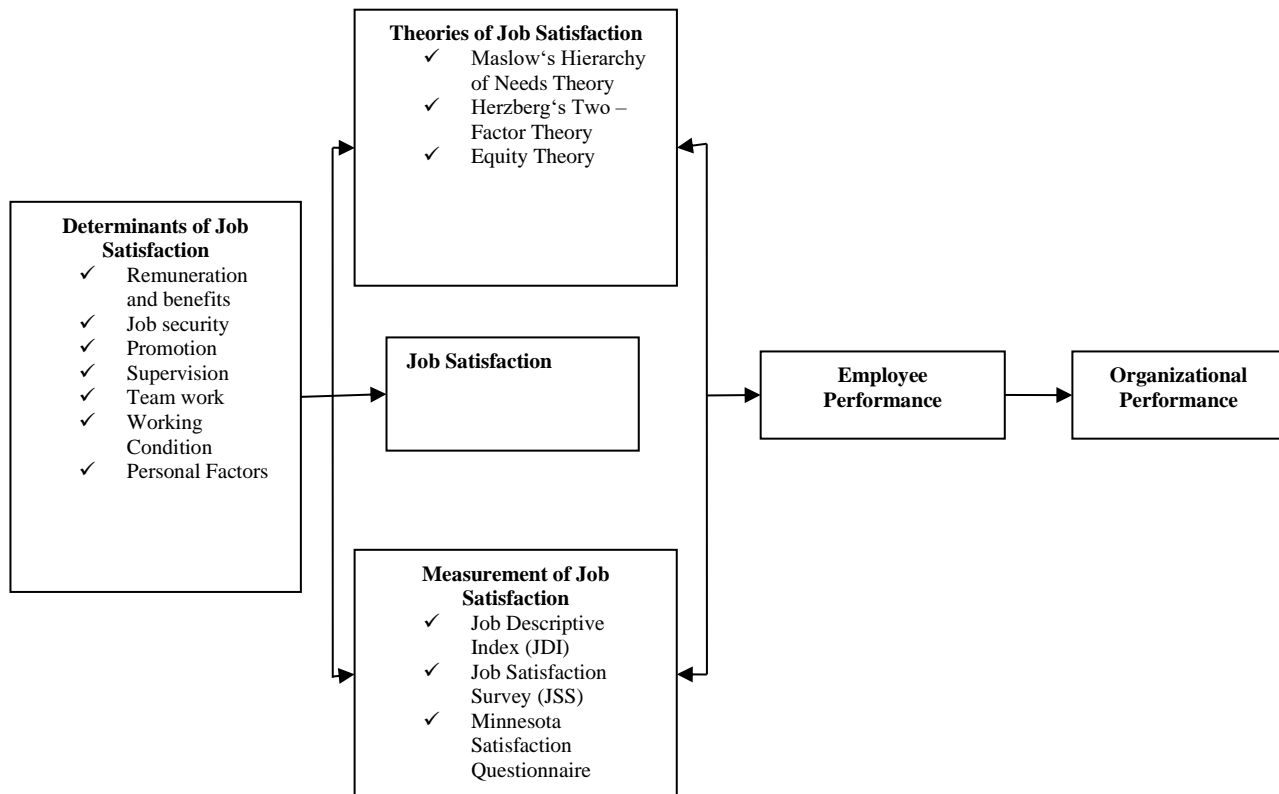 Theories of Job Satisfaction
✓ Maslow‘s Hierarchy
of Needs Theory
✓ Herzberg‘s Two –
Factor Theory
✓ Equity Theory
Determinants of Job
Satisfaction
✓ Remuneration
and benefits
✓ Job security
✓ Promotion
✓ Supervision
✓ Team work
✓ Working
Condition
✓ Personal Factors
Job Satisfaction
Employee
Performance
Organizational
Performance
Measurement of Job
Satisfaction
✓ Job Descriptive
Index (JDI)
✓ Job Satisfaction
Survey (JSS)
✓ Minnesota
Satisfaction
Questionnaire